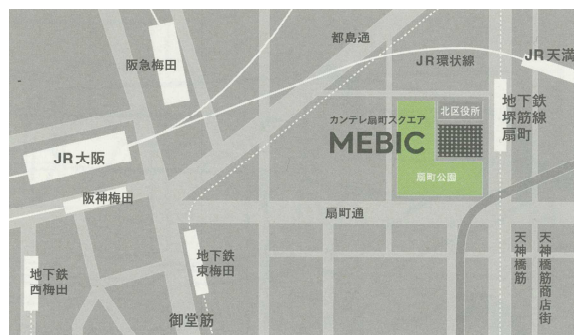 都島通
阪急梅田
JR環状線
JR天満
カンテレ扇町スクエア
MEBIC
北区役所
地下鉄
堺筋線
扇町
JR大阪
扇町公園
阪神梅田
扇町通
地下鉄
東梅田
地下鉄
西梅田
御堂筋
天神橋筋
天神橋筋商店街